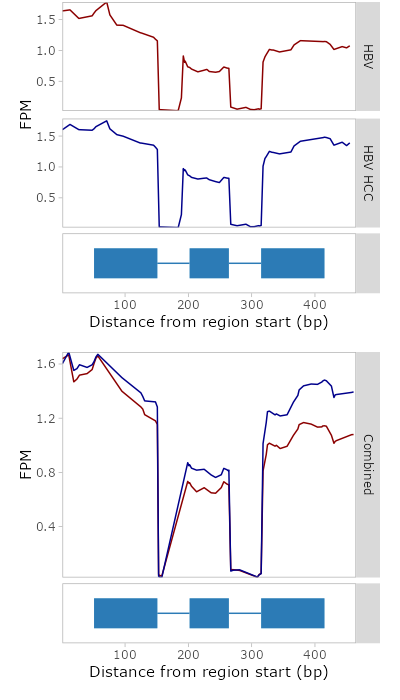 1.5
1.0
0.5
HBV
FPM
1.5
1.0
0.5
HBV HCC
100 200 300 400
Distance from region start (bp)
1.6
1.2
0.8
0.4
FPM
Combined
100 200 300 400
Distance from region start (bp)